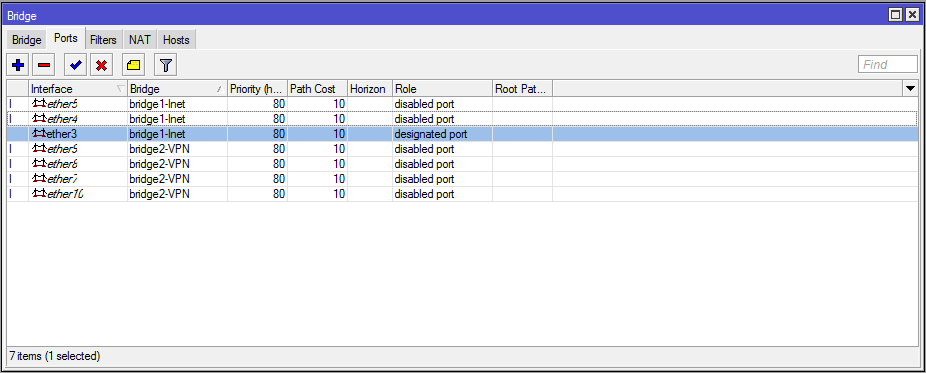 Bridge
Bridge Ports Filters NAT Hosts
Find
Interface Bridge Priority (h... Path Cost Horizon Role Root Pat...
I ether5 bridge1-Inet 80 10 disabled port
I ether4 bridge1-Inet 80 10 disabled port
ether3 bridge1-Inet 80 10 designated port
I ether9 bridge2-VPN 80 10 disabled port
I ether8 bridge2-VPN 80 10 disabled port
I ether7 bridge2-VPN 80 10 disabled port
I ether10 bridge2-VPN 80 10 disabled port
7 items (1 selected)